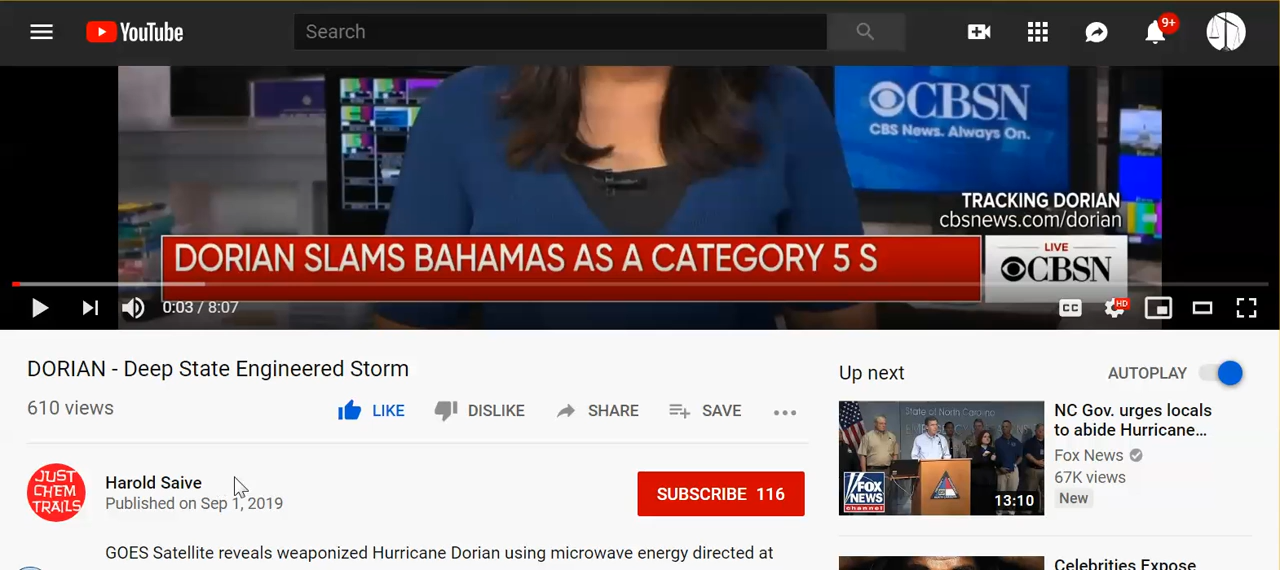 YouTube
Search
9+
CBSN
CBS News. Always On.
TRACKING DORIAN
cbsnews.com/dorian
DORIAN SLAMS BAHAMAS AS A CATEGORY 5 S
LIVE
CBSN
0:03 / 8:07
CC
HD
DORIAN - Deep State Engineered Storm
610 views
LIKE
DISLIKE
SHARE
SAVE
JUST
CHEM
TRAILS
Harold Saive
Published on Sep 1, 2019
SUBSCRIBE 116
GOES Satellite reveals weaponized Hurricane Dorian using microwave energy directed at
Up next
AUTOPLAY
State of North Carolina
FOX
NEWS
channel
13:10
NC Gov. urges locals
to abide Hurricane...
Fox News
67K views
New
Celebrities Expose